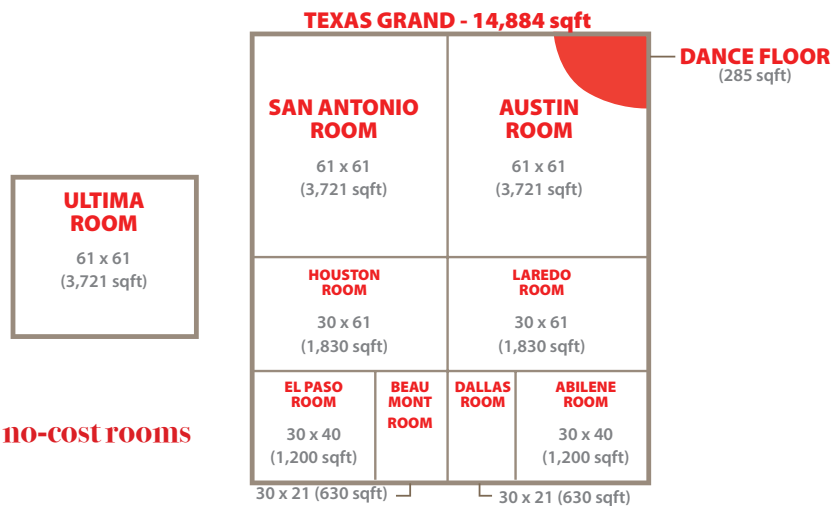 TEXAS GRAND - 14,884 sqft
DANCE FLOOR
(285 sqft)
SAN ANTONIO
ROOM
61 x 61
(3,721 sqft)
AUSTIN
ROOM
61 x 61
(3,721 sqft)
ULTIMA
ROOM
61 x 61
(3,721 sqft)
HOUSTON
ROOM
30 x 61
(1,830 sqft)
LAREDO
ROOM
30 x 61
(1,830 sqft)
EL PASO
ROOM
30 x 40
(1,200 sqft)
BEAU
MONT
ROOM
DALLAS
ROOM
ABILENE
ROOM
30 x 40
(1,200 sqft)
no-cost rooms
30 x 21 (630 sqft)
30 x 21 (630 sqft)